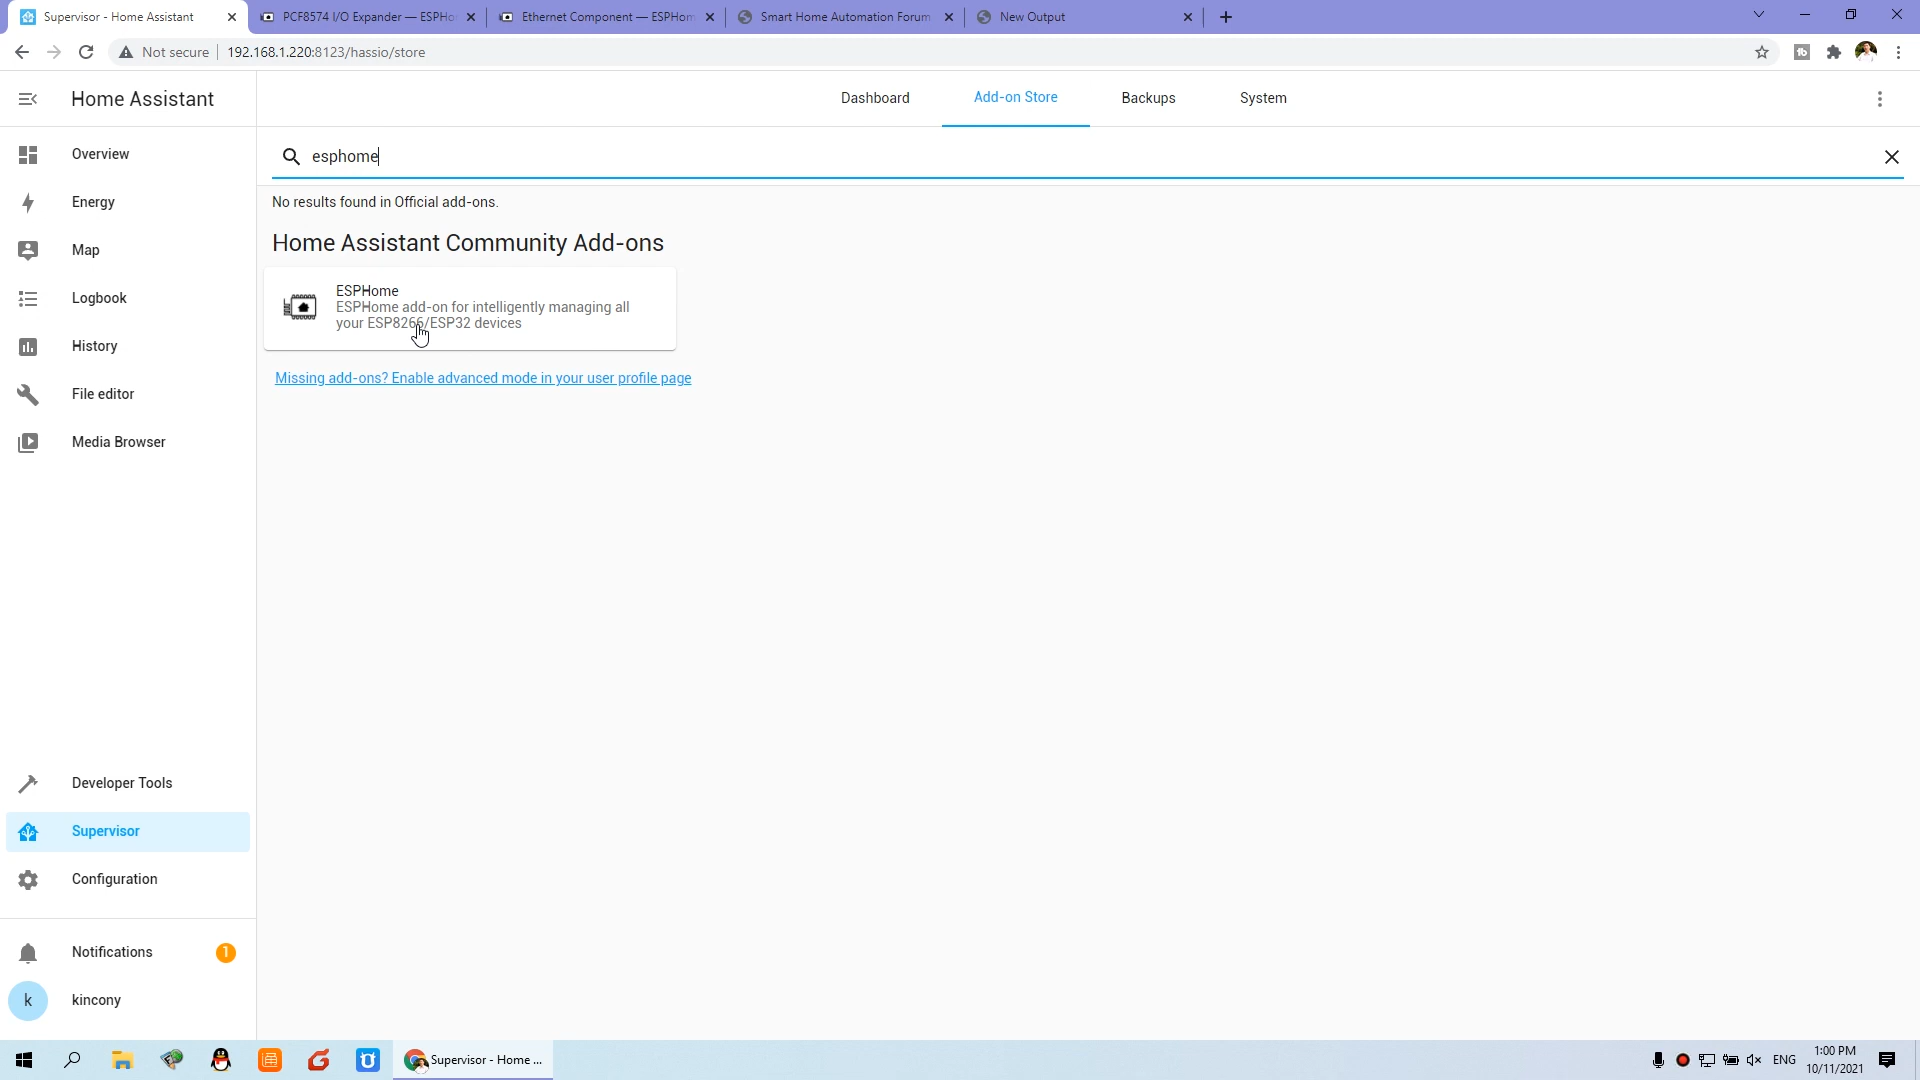 Supervisor - Home Assistant
PCF8574 I/O Expander — ESPHo
Ethernet Component — ESPHom
Smart Home Automation Forum
New Output
Not secure
192.168.1.220:8123/hassio/store
Home Assistant
Dashboard
Add-on Store
Backups
System
Overview
Energy
Map
Logbook
History
File editor
Media Browser
Developer Tools
Supervisor
Configuration
Notifications
1
k
kincony
esphome
No results found in Official add-ons.
Home Assistant Community Add-ons
ESPHome
ESPHome add-on for intelligently managing all
your ESP8266/ESP32 devices
Missing add-ons? Enable advanced mode in your user profile page
Supervisor - Home ...
ENG
1:00 PM
10/11/2021